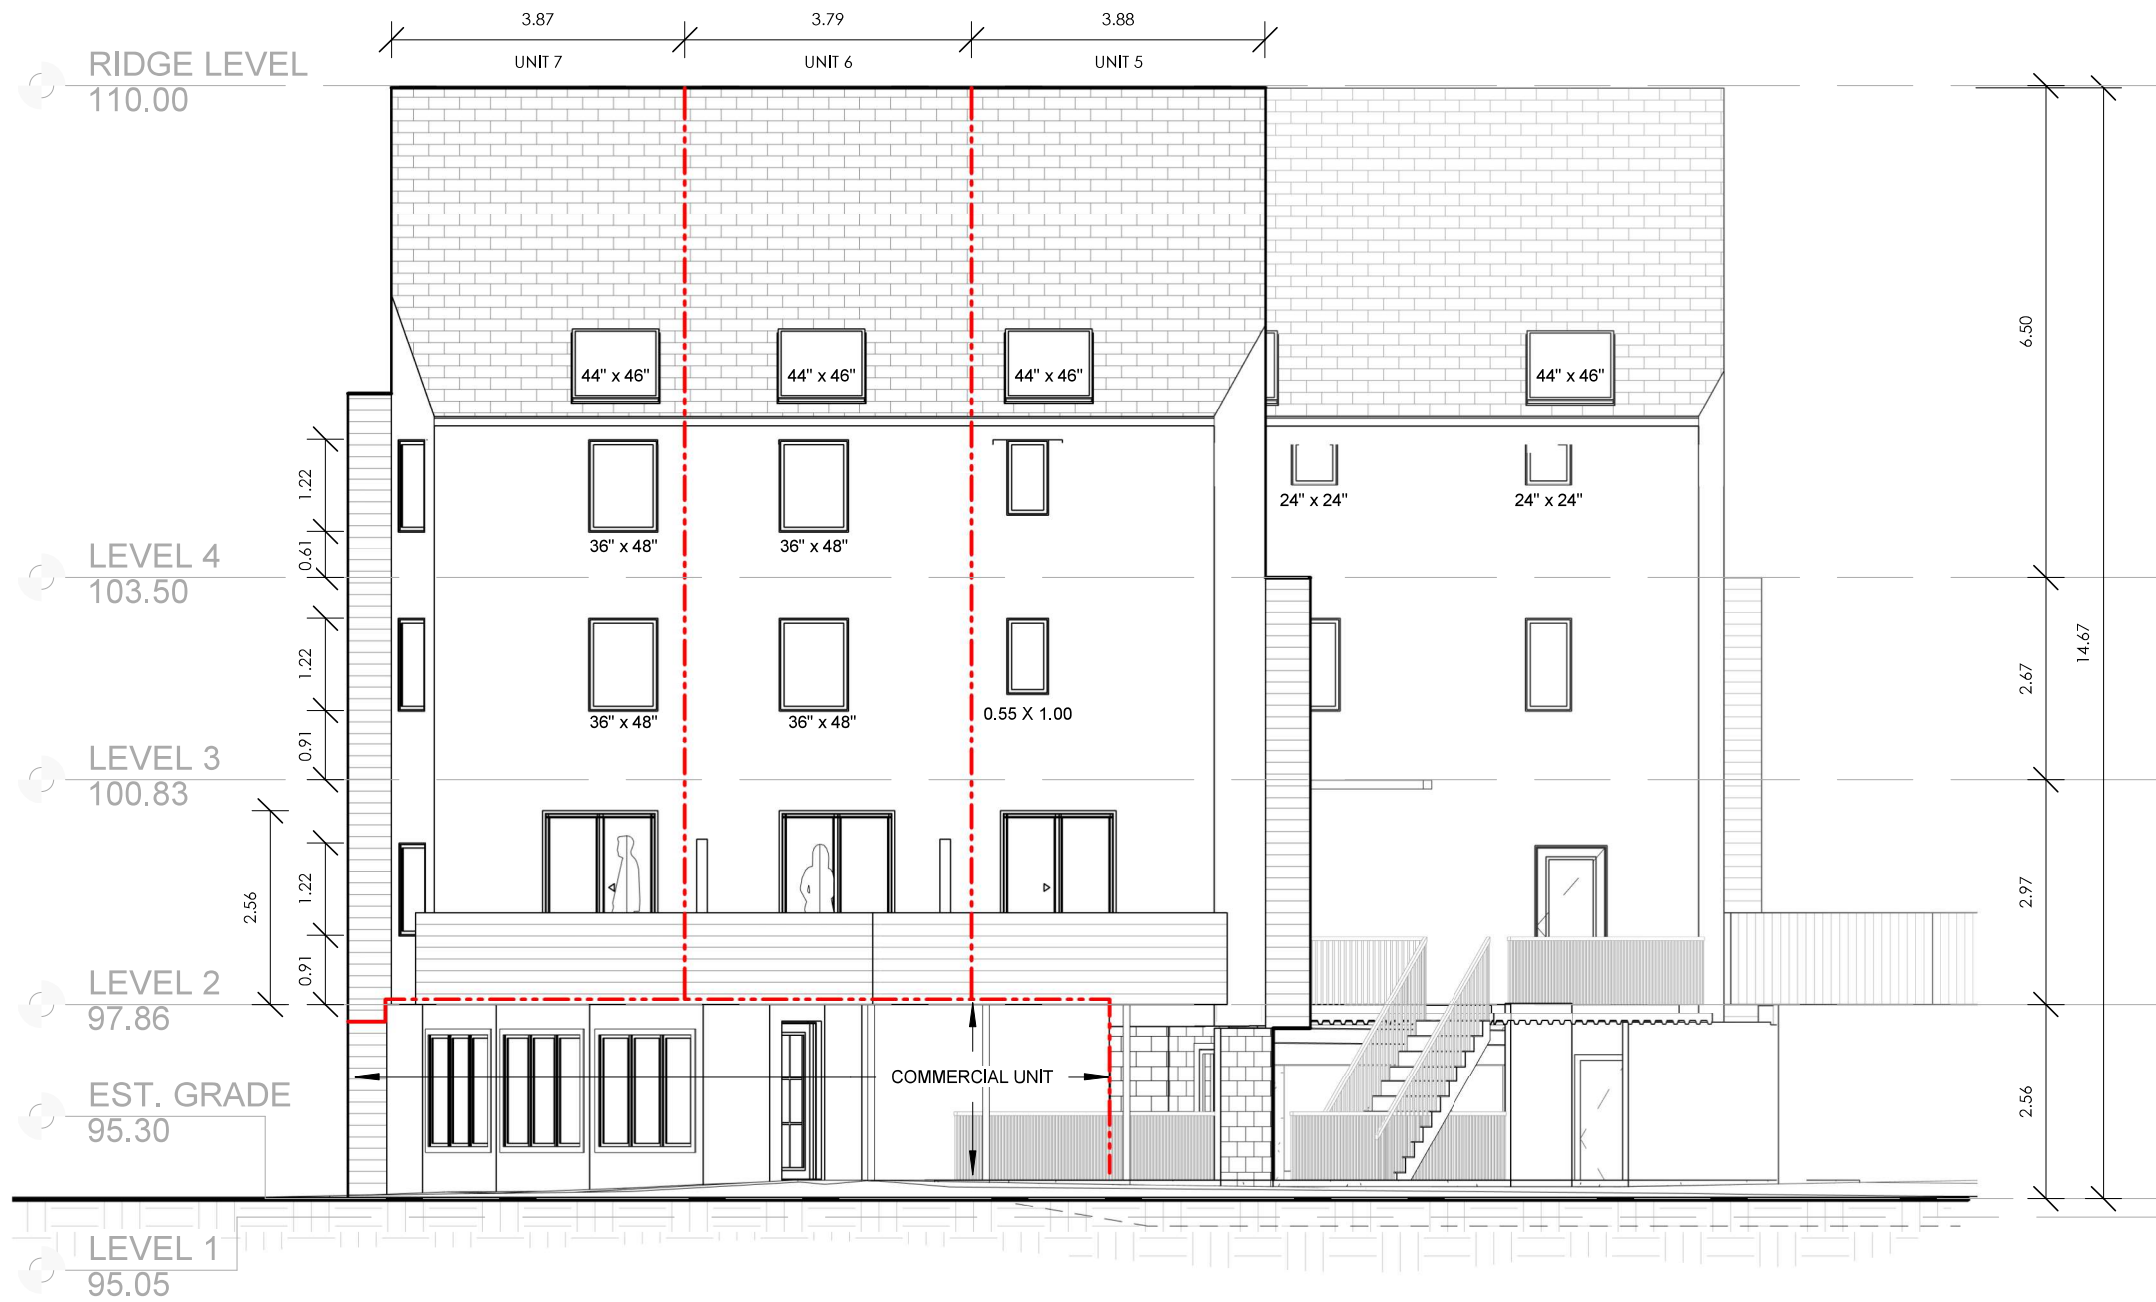 3.87
3.79
3.88
UNIT 7
UNIT 6
UNIT 5
RIDGE LEVEL
110.00
6.50
44" x 46"
44" x 46"
44" x 46"
44" x 46"
1.22
24" x 24"
24" x 24"
36" x 48"
36" x 48"
0.61
LEVEL 4
103.50
14.67
1.22
2.67
0.55 X 1.00
36" x 48"
36" x 48"
0.91
LEVEL 3
100.83
1.22
2.56
2.97
0.91
LEVEL 2
97.86
COMMERCIAL UNIT
EST. GRADE
95.30
2.56
LEVEL 1
95.05